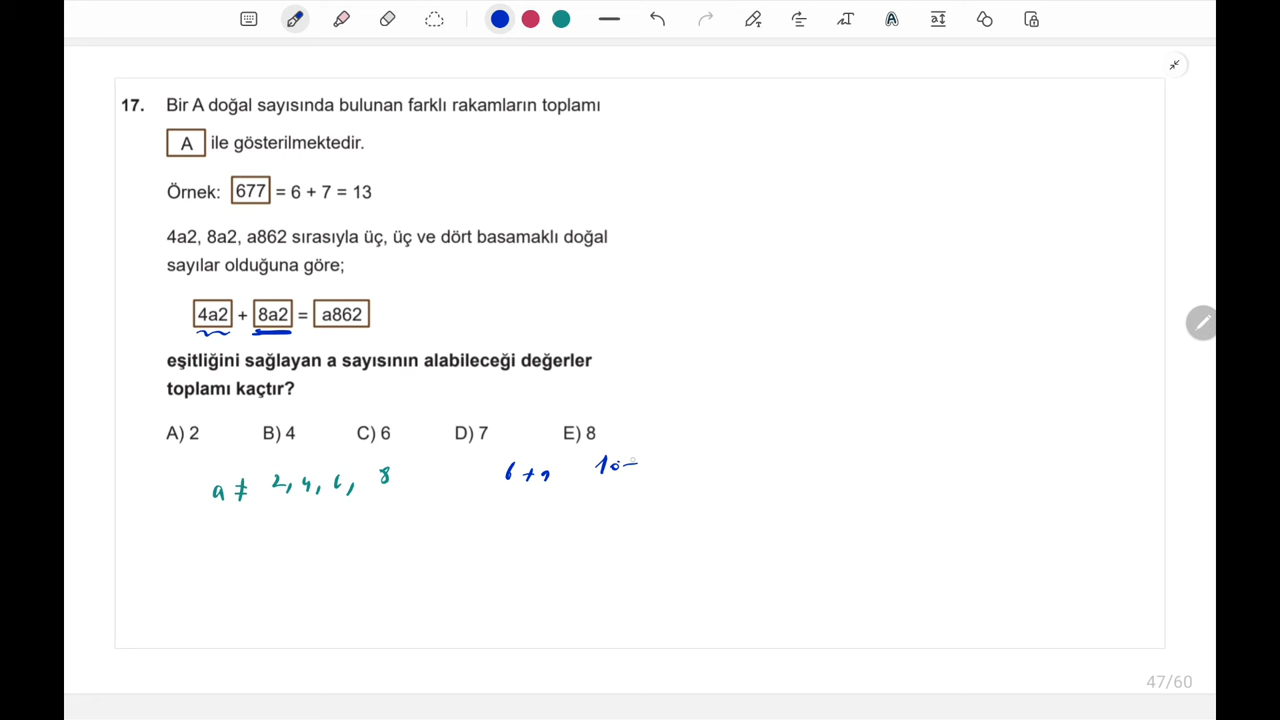 17. Bir A doğal sayısında bulunan farklı rakamların toplamı
A ile gösterilmektedir.
Örnek: 677 = 6 + 7 = 13
4a2, 8a2, a862 sırasıyla üç, üç ve dört basamaklı doğal
sayılar olduğuna göre;
4a2 + 8a2 = a862
eşitliğini sağlayan a sayısının alabileceği değerler
toplamı kaçtır?
A) 2 B) 4 C) 6 D) 7 E) 8
a ≠ 2, 4, 6, 8 6 + a 10
47/60